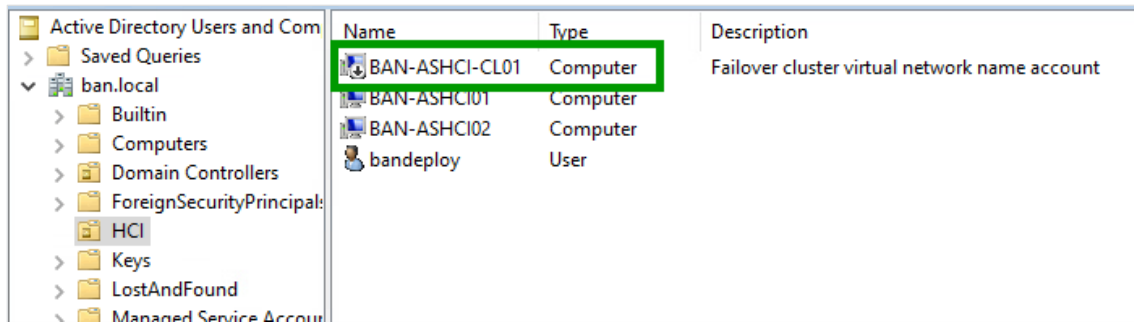 Active Directory Users and Com
Saved Queries
ban.local
Builtin
Computers
Domain Controllers
ForeignSecurityPrincipals
HCI
Keys
LostAndFound
Managed Service Accoun
Name Type Description
BAN-ASHCI-CL01 Computer Failover cluster virtual network name account
BAN-ASHCI01 Computer
BAN-ASHCI02 Computer
bandeploy User